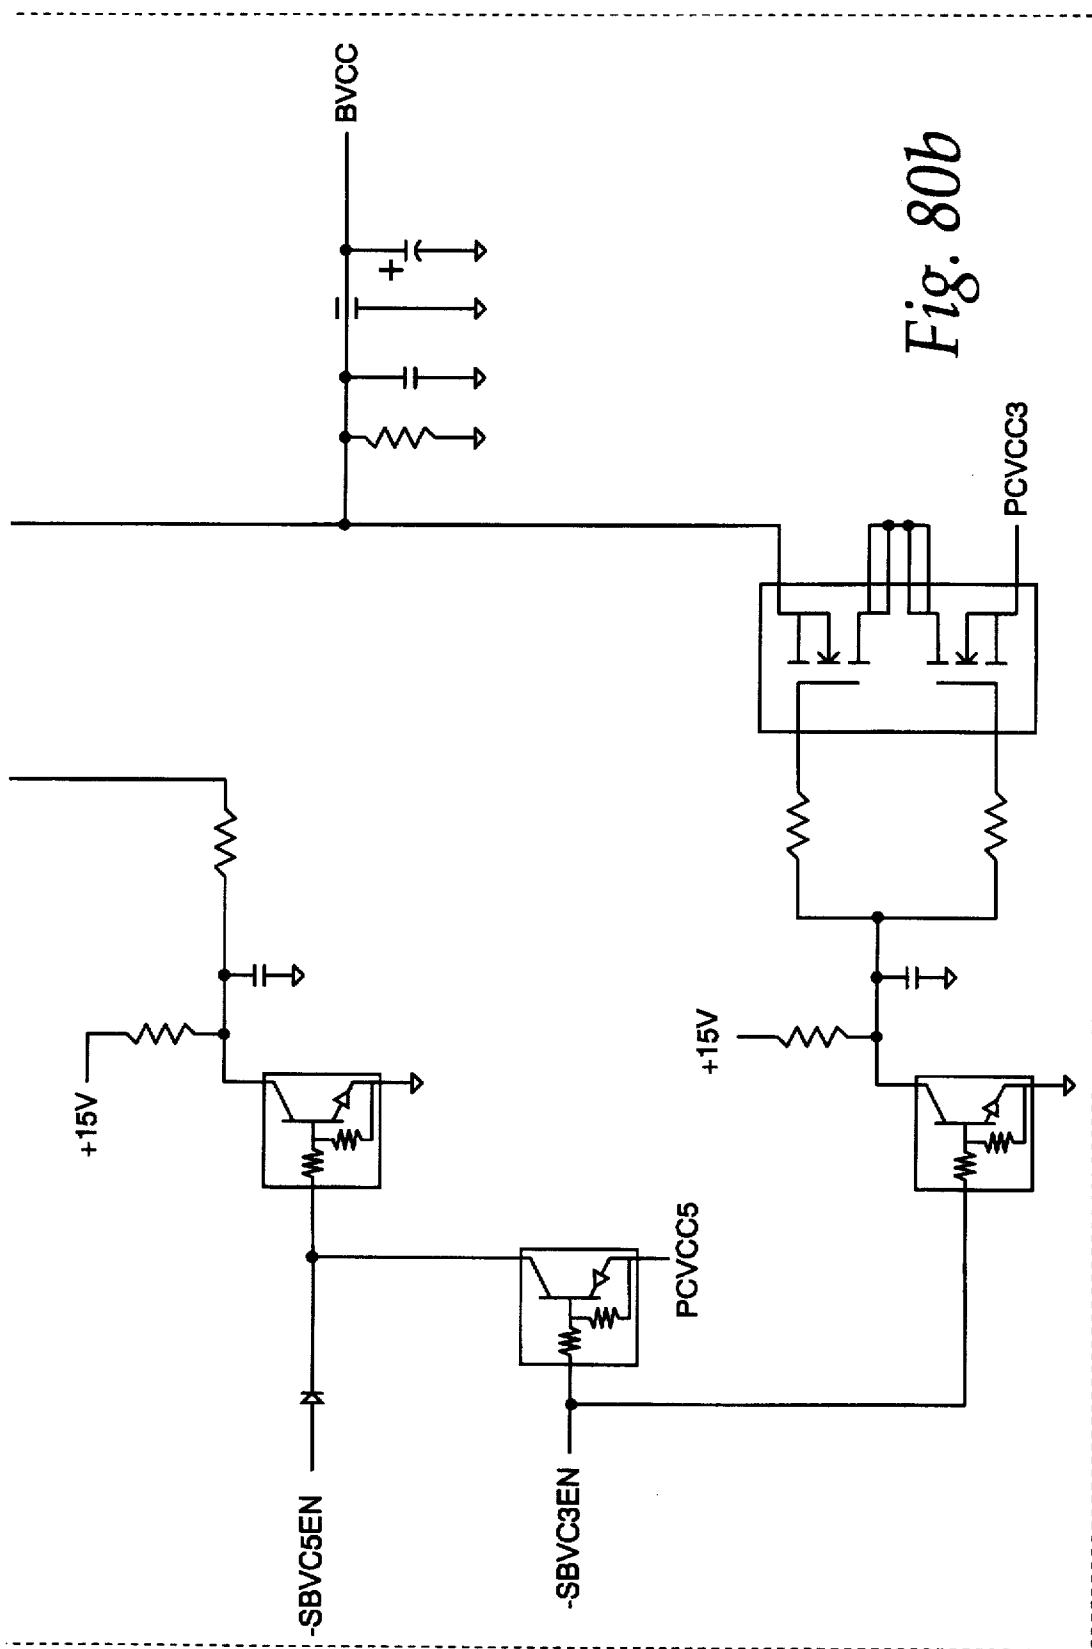 BVCC
+
Fig. 80b
PCVCC3
+15V
+15V
PCVCC5
-SBVC5EN
-SBVC3EN